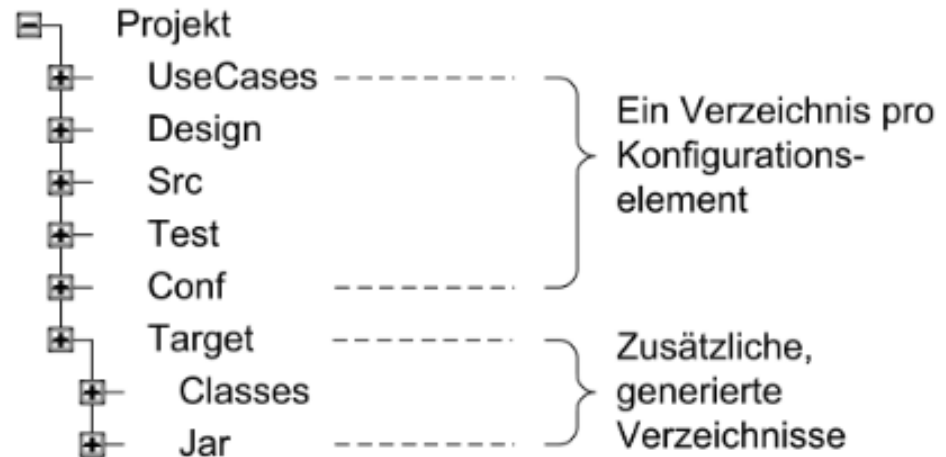 Projekt
UseCases
Design
Src
Test
Conf
Target
Classes
Jar
Ein Verzeichnis pro
Konfigurations-
element
Zusätzliche,
generierte
Verzeichnisse